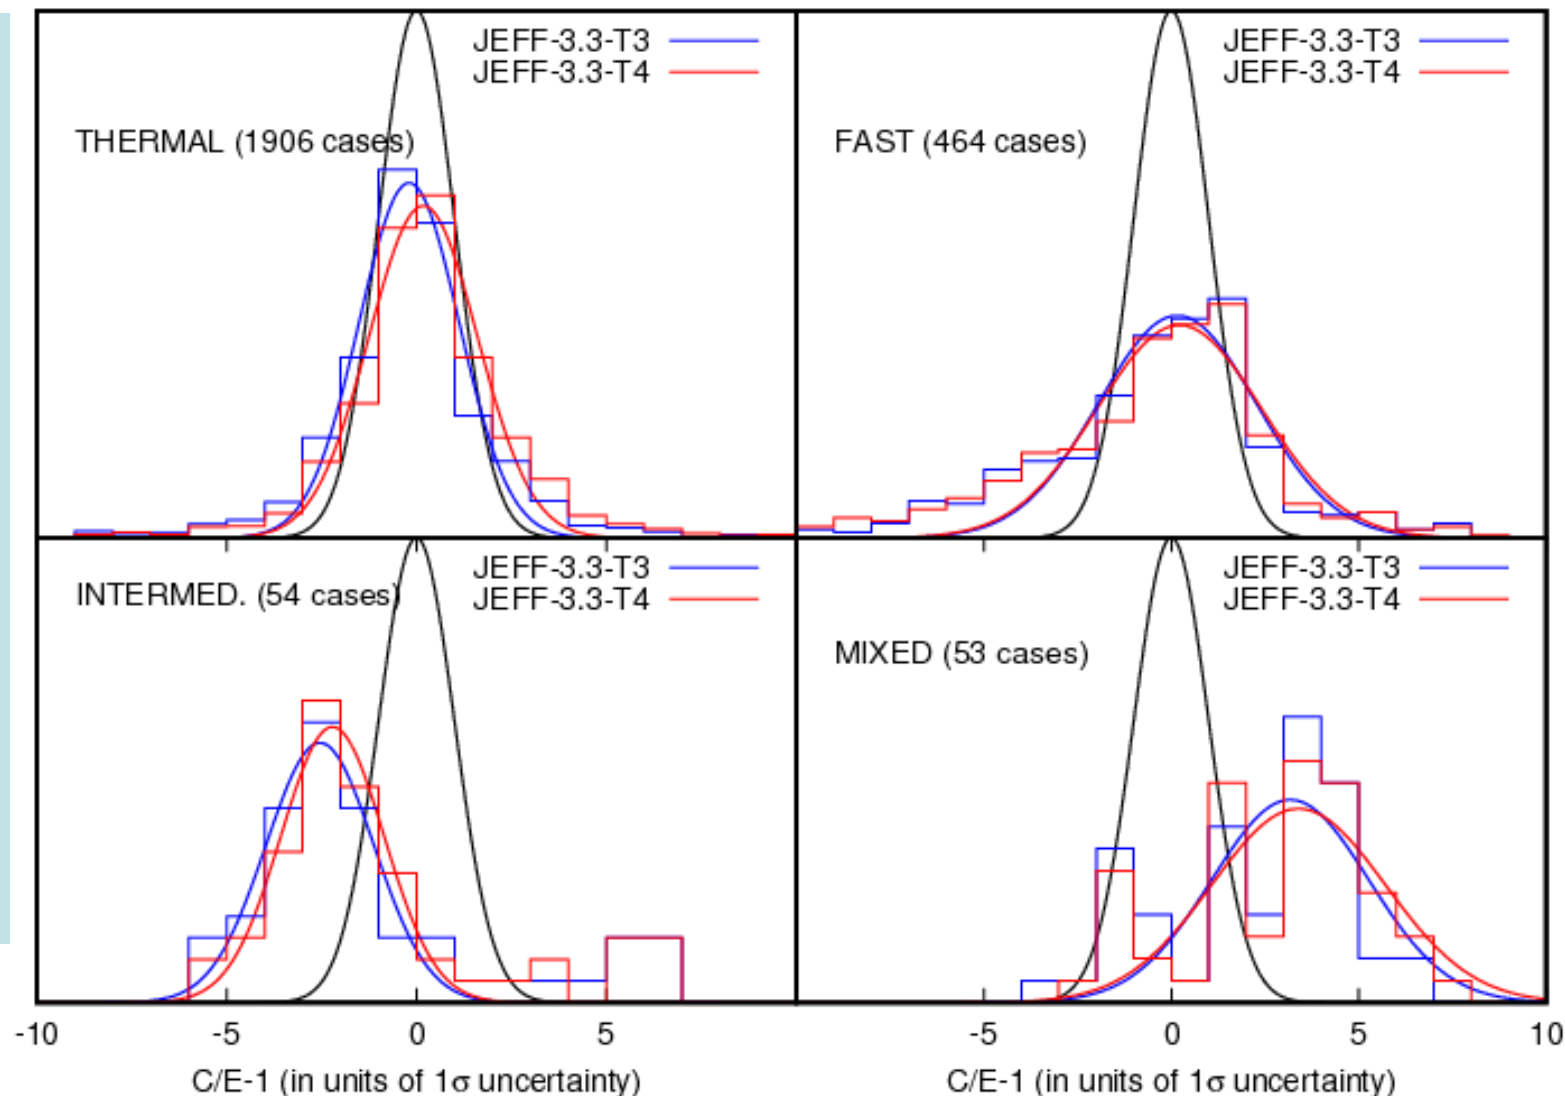 JEFF-3.3-T3
JEFF-3.3-T4
THERMAL (1906 cases)
JEFF-3.3-T3
JEFF-3.3-T4
FAST (464 cases)
JEFF-3.3-T3
JEFF-3.3-T4
INTERMED. (54 cases)
JEFF-3.3-T3
JEFF-3.3-T4
MIXED (53 cases)
-10 -5 0 5
-5 0 5 10
C/E-1 (in units of 1σ uncertainty)
C/E-1 (in units of 1σ uncertainty)